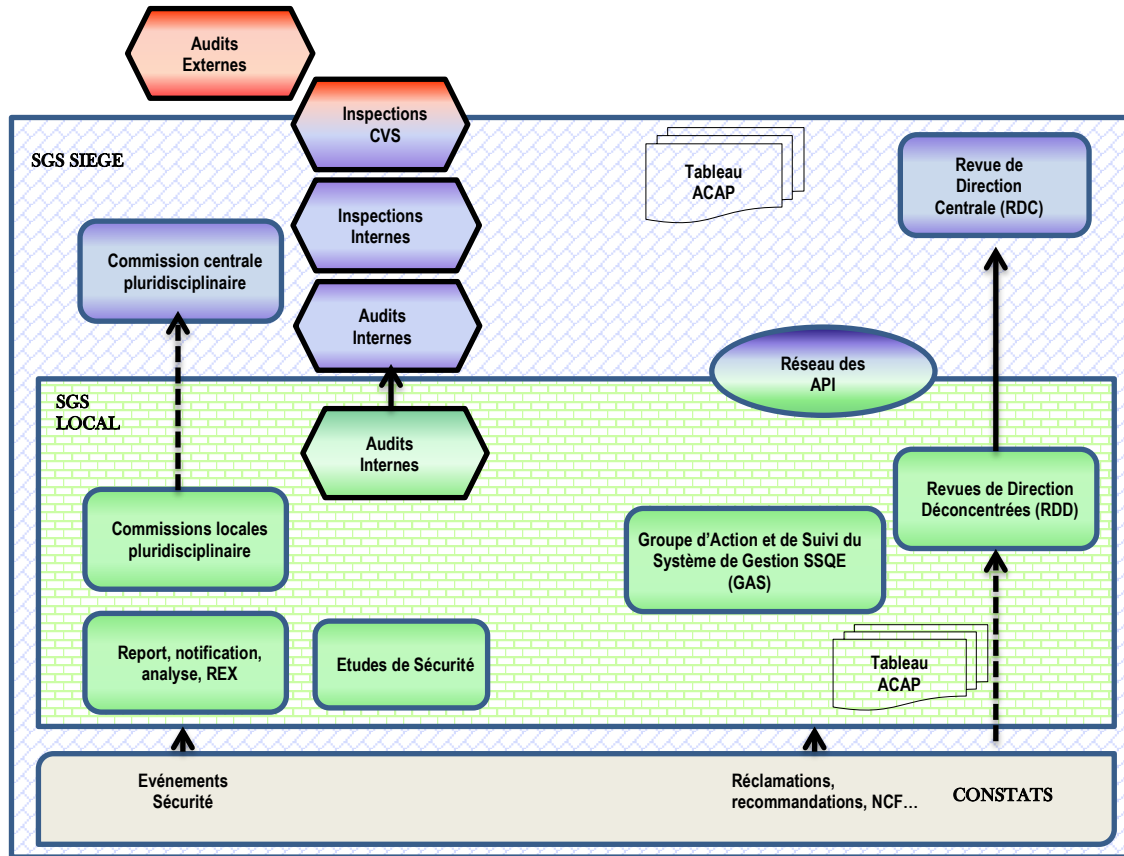 Audits
Externes
Inspections
CVS
SGS SIEGE
Tableau
ACAP
Revue de
Direction
Centrale (RDC)
Inspections
Internes
Commission centrale
pluridisciplinaire
Audits
Internes
Réseau des
API
SGS
LOCAL
Audits
Internes
Revues de Direction
Déconcentrées (RDD)
Commissions locales
pluridisciplinaire
Groupe d'Action et de Suivi du
Système de Gestion SSQE
(GAS)
Report, notification,
analyse, REX
Etudes de Sécurité
Tableau
ACAP
Evénements
Sécurité
Réclamations,
recommandations, NCF...
CONSTATS